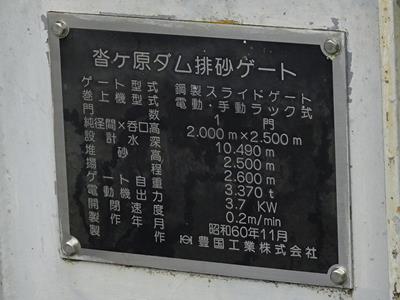 沓ケ原ダム排砂ゲート
ゲート型式 鋼製スライドゲート
巻上機型式 電動・手動ラック式
門数 1門
純径間×呑口高 2.000m×2.500m
設計水深 10.490m
堆砂高 2.500m
揚程 2.600m
ゲート自重 3.370t
電動機出力 3.7KW
開閉速度 0.2m/min
製作年月 昭和60年11月
豊国工業株式会社